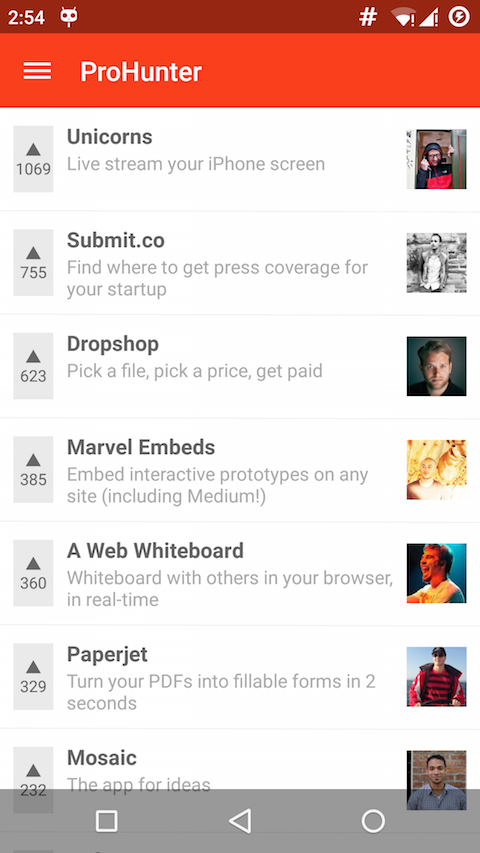 2:54 #
ProHunter
Unicorns
1069
Live stream your iPhone screen
Submit.co
755
Find where to get press coverage for
your startup
Dropshop
623
Pick a file, pick a price, get paid
Marvel Embeds
385
Embed interactive prototypes on any
site (including Medium!)
A Web Whiteboard
360
Whiteboard with others in your browser,
in real-time
Paperjet
329
Turn your PDFs into fillable forms in 2
seconds
Mosaic
232
The app for ideas